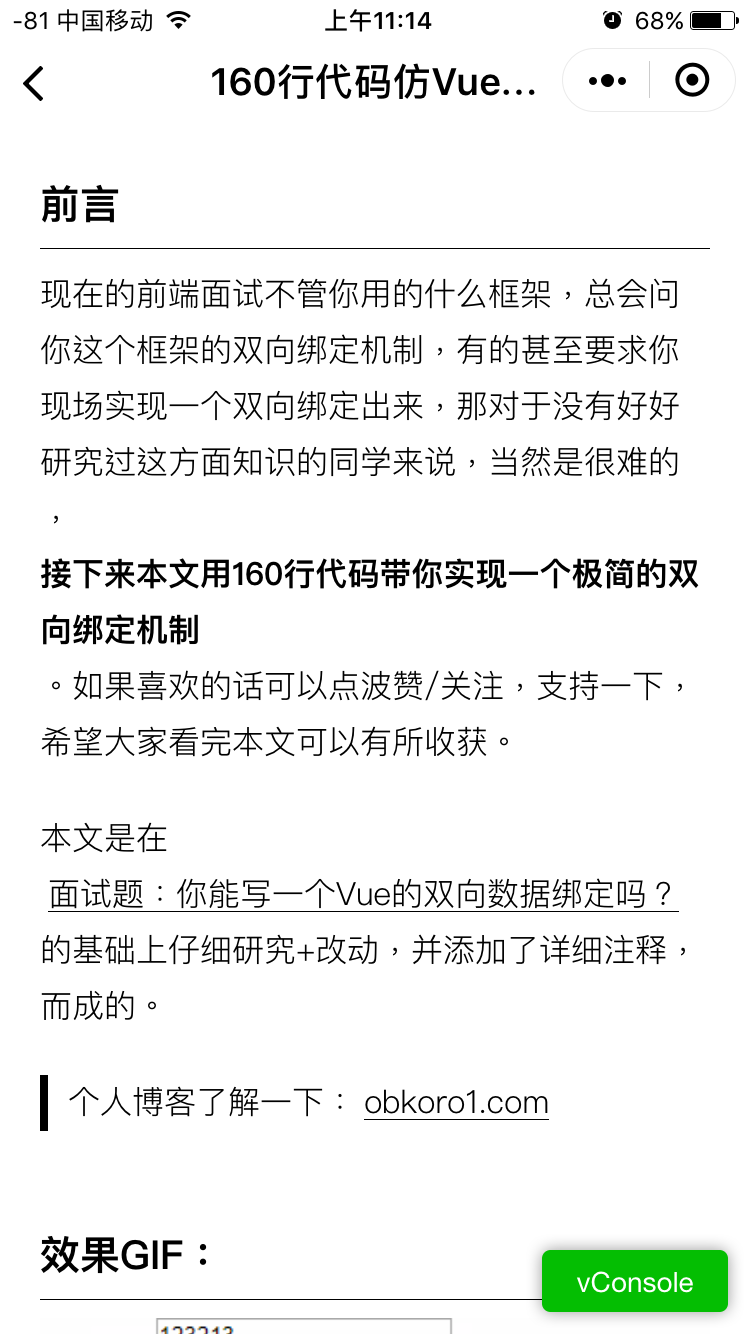 -81 中国移动 上午11:14 68%
160行代码仿Vue...
前言
现在的前端面试不管你用的什么框架，总会问
你这个框架的双向绑定机制，有的甚至要求你
现场实现一个双向绑定出来，那对于没有好好
研究过这方面知识的同学来说，当然是很难的
，
接下来本文用160行代码带你实现一个极简的双
向绑定机制
。如果喜欢的话可以点波赞/关注，支持一下，
希望大家看完本文可以有所收获。
本文是在
面试题：你能写一个Vue的双向数据绑定吗？
的基础上仔细研究+改动，并添加了详细注释，
而成的。
个人博客了解一下： obkoro1.com
效果GIF：
vConsole
123213